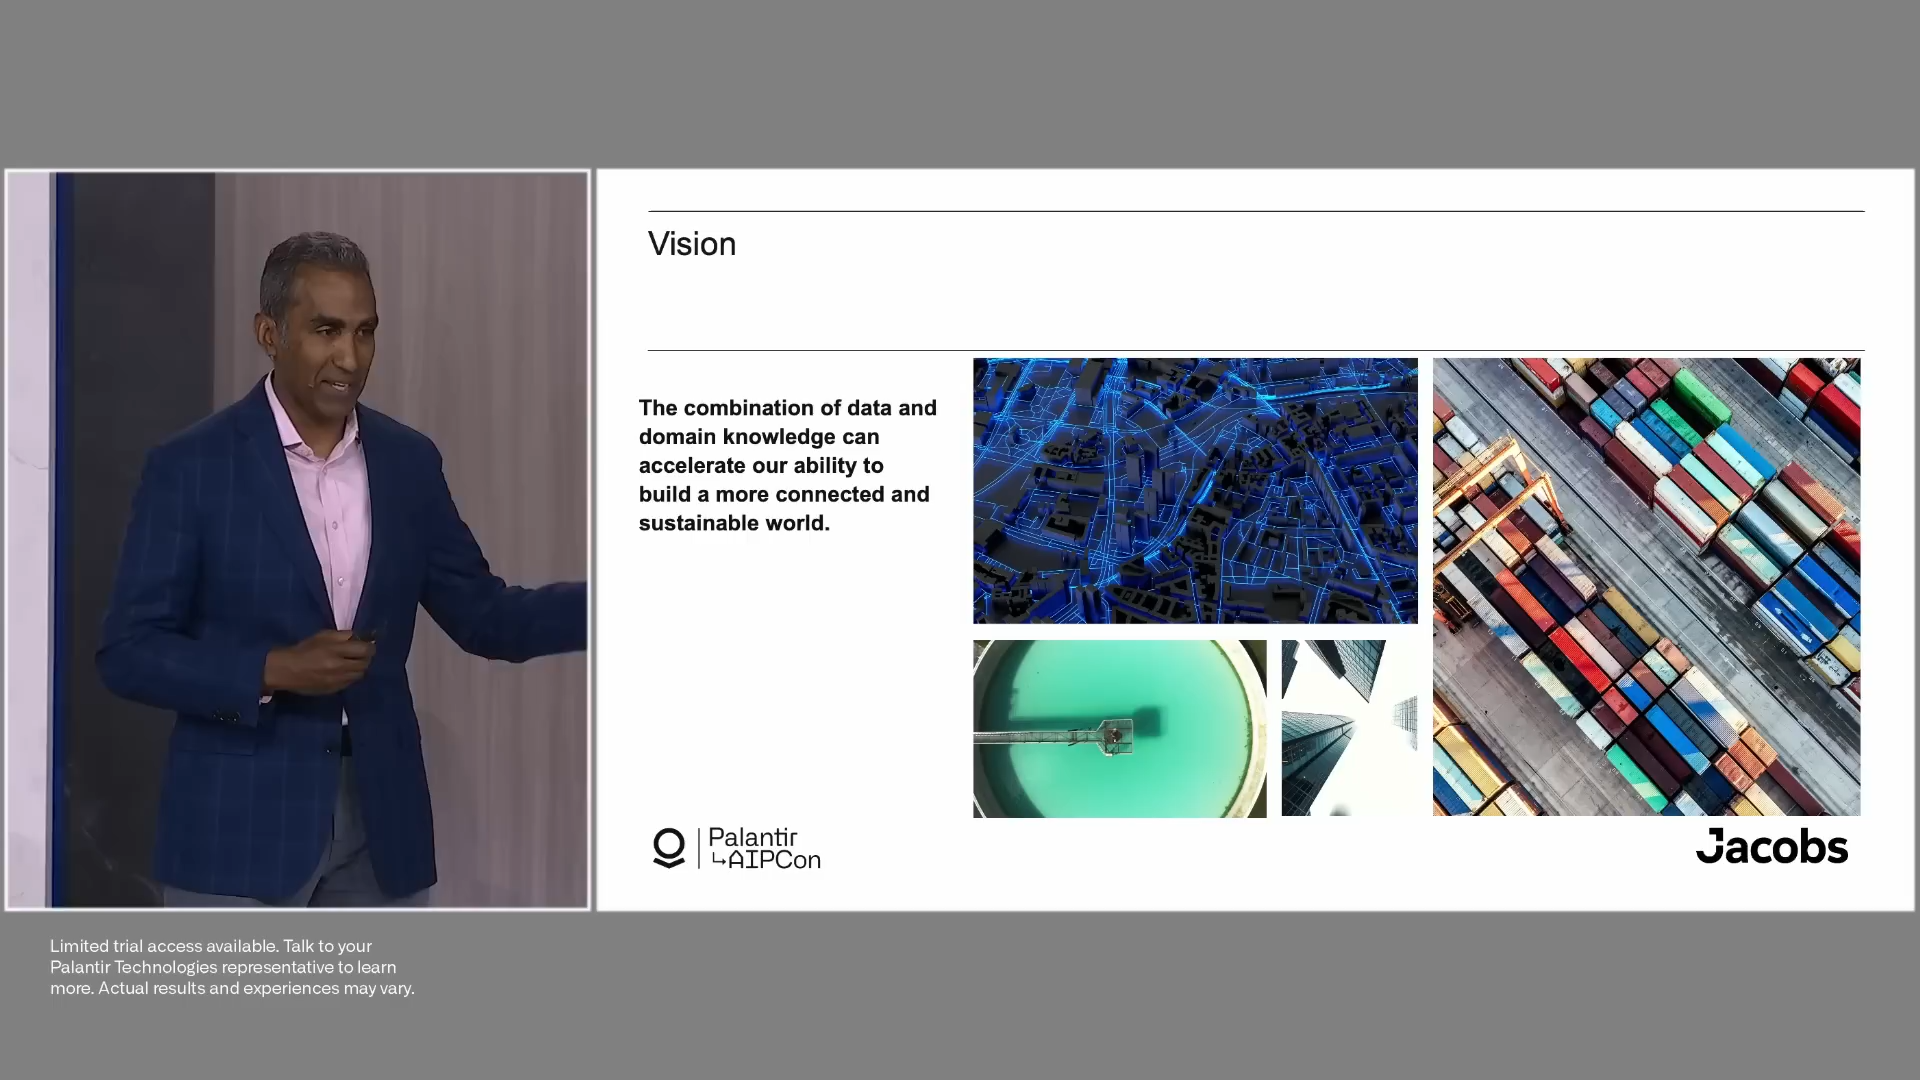 Vision
The combination of data and
domain knowledge can
accelerate our ability to
build a more connected and
sustainable world.
Palantir
↳AIPCon
Jacobs
Limited trial access available. Talk to your
Palantir Technologies representative to learn
more. Actual results and experiences may vary.